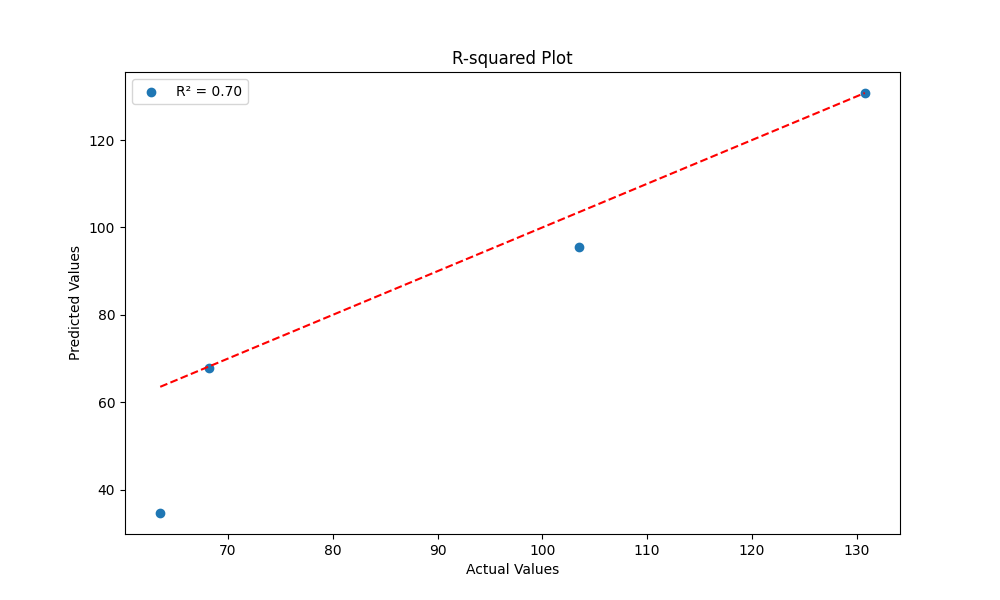 R-squared Plot
R² = 0.70
Predicted Values
120
100
80
60
40
70 80 90 100 110 120 130
Actual Values